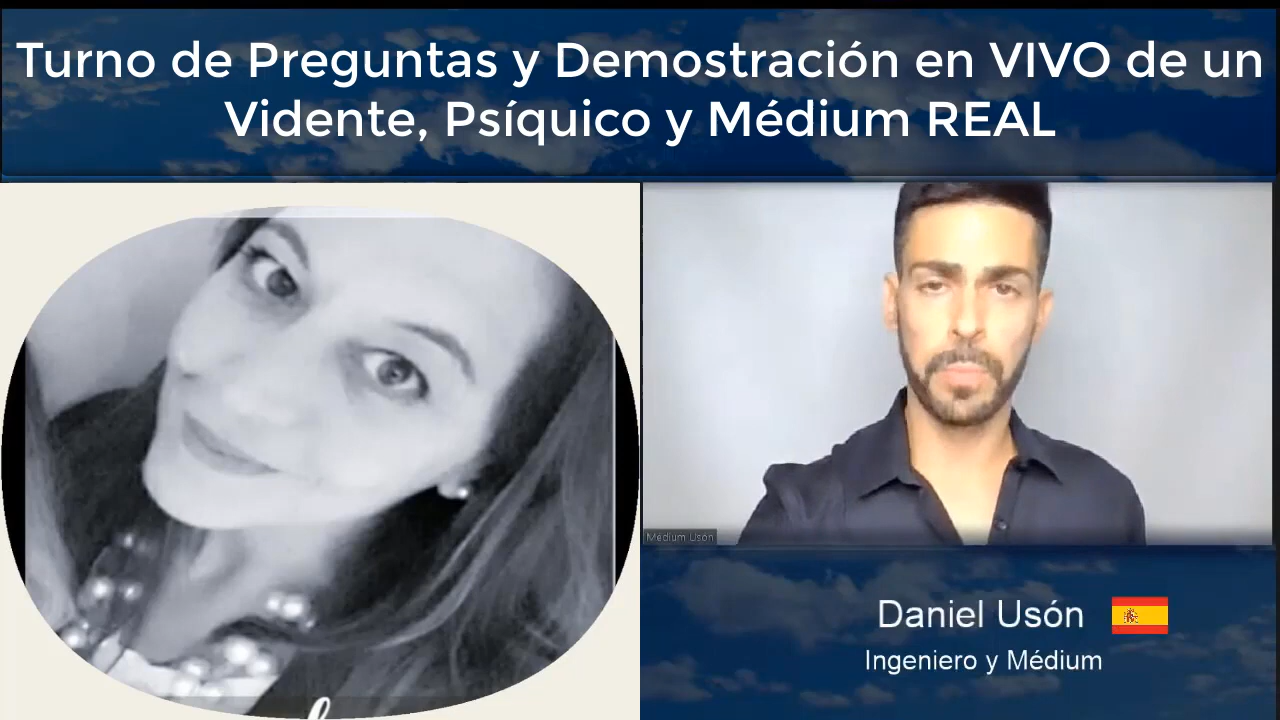 Turno de Preguntas y Demostración en VIVO de un
Vidente, Psíquico y Médium REAL
Médium Usón
Daniel Usón
Ingeniero y Médium